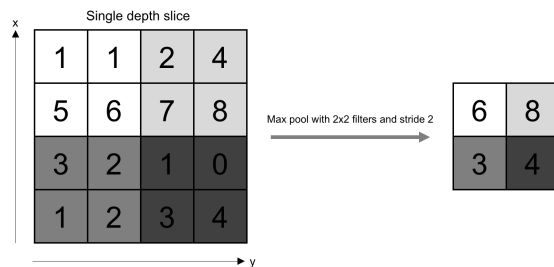 Single depth slice
x
1 1 2 4
5 6 7 8
3 2 1 0
1 2 3 4
y
Max pool with 2x2 filters and stride 2
6 8
3 4